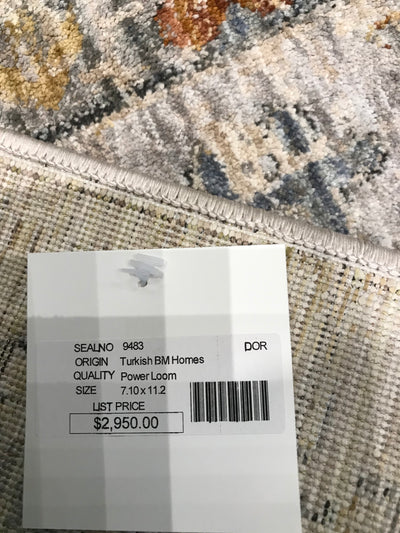 SEALNO 9483 DOR
ORIGIN Turkish BM Homes
QUALITY Power Loom
SIZE 7.10 x 11.2
LIST PRICE
$2,950.00